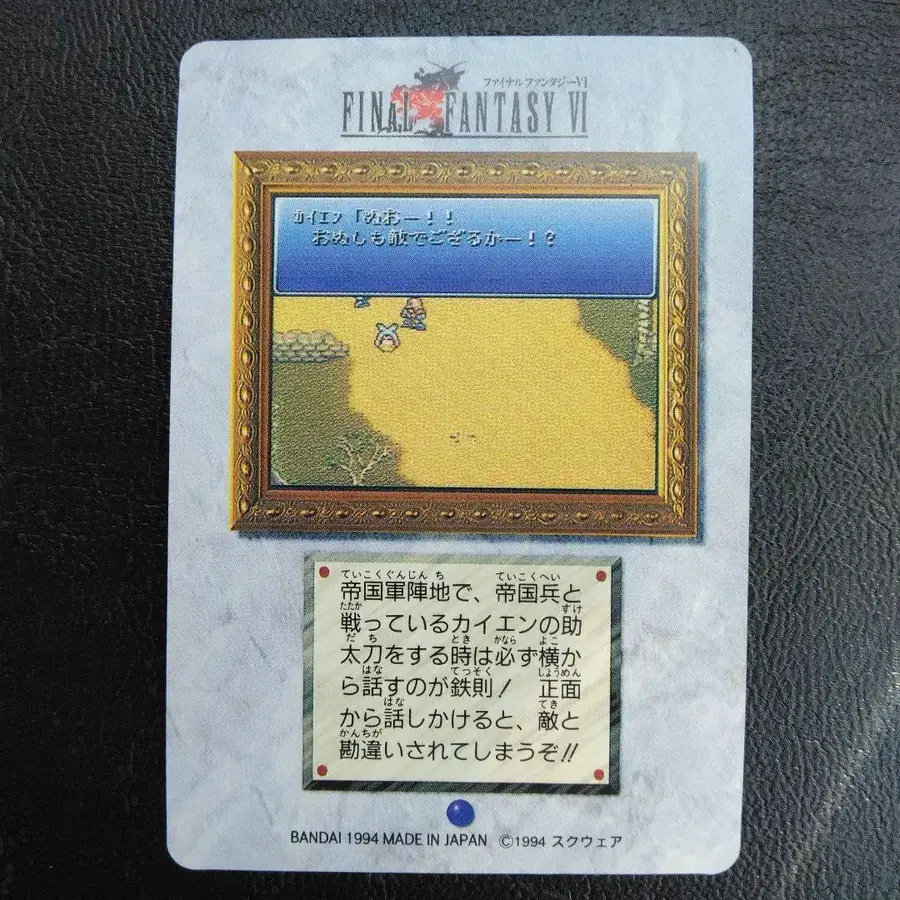 ファイナルファンタジーVI
FINAL FANTASY VI
カイエン「ぬおー！！
おぬしも敵でござるかー！？
ていこくぐんじんち ていこくへい
帝国軍陣地で、帝国兵と
たたか すけ
戦っているカイエンの助
だち とき かなら よこ
太刀をする時は必ず横か
はな てっそく しょうめん
ら話すのが鉄則！ 正面
はな てき
から話しかけると、敵と
かんちが
勘違いされてしまうぞ!!
BANDAI 1994 MADE IN JAPAN ©1994 スクウェア